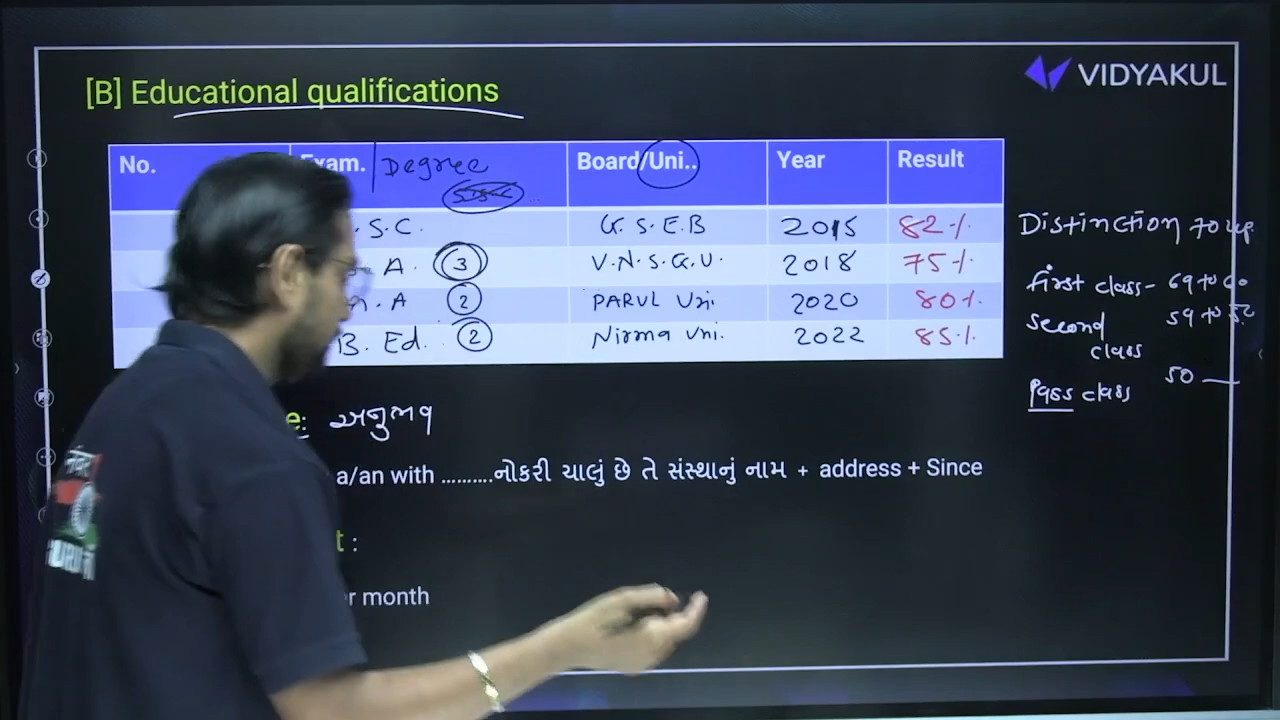 [B] Educational qualifications
VIDYAKUL
No. Exam. Degree Board/Uni.. Year Result
. S.C. G.S.E.B 2015 82%
A. 3 V.N.S.G.U. 2018 75%
.A 2 PARUL Uni. 2020 80%
B. Ed. 2 Nirma Uni. 2022 85%
Distinction 70 up.
first class - 69 to 60
second 59 to
class
Pass class 50
e: અનુભવ
a/an with ..........નોકરી ચાલું છે તે સંસ્થાનું નામ + address + Since
t :
r month